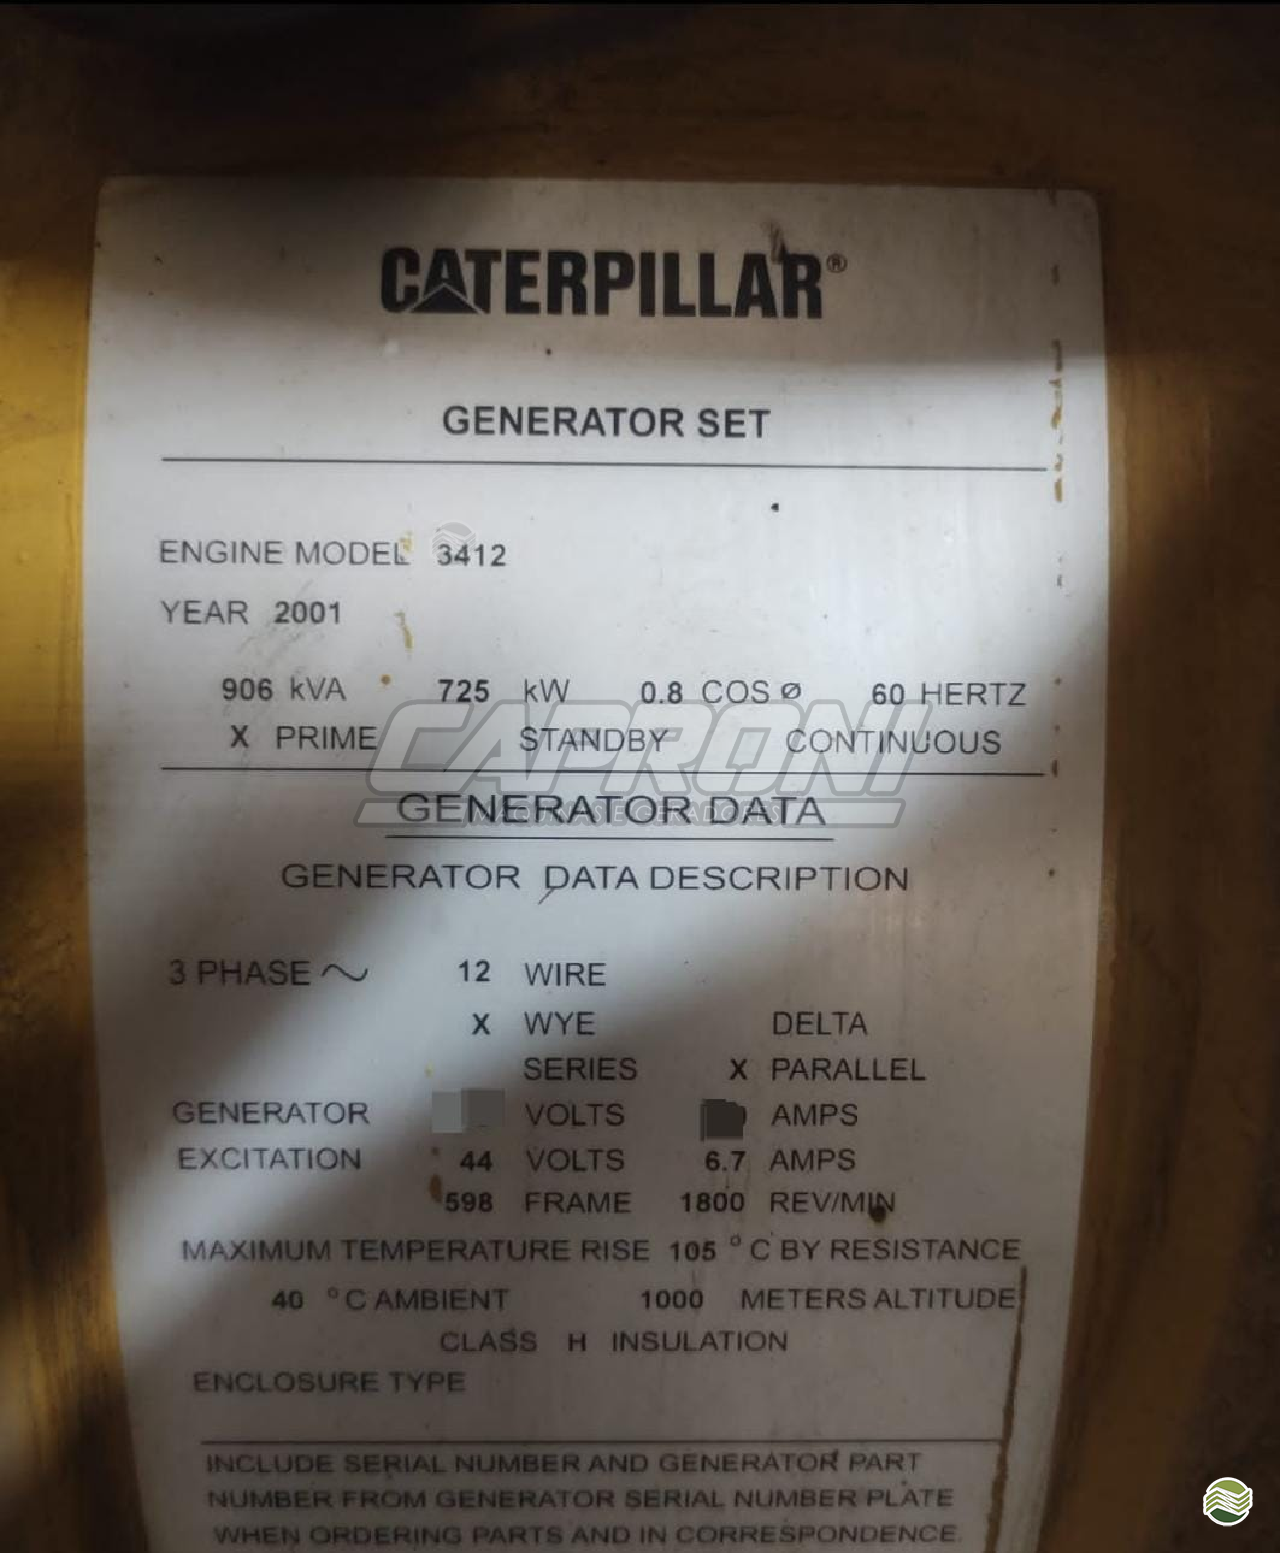 CATERPILLAR®
GENERATOR SET
ENGINE MODEL 3412
YEAR 2001
906 kVA 725 kW 0.8 COS ø 60 HERTZ
X PRIME STANDBY CONTINUOUS
CAPRONI
MÁQUINAS E GERADORES
GENERATOR DATA
GENERATOR DATA DESCRIPTION
3 PHASE ~ 12 WIRE
X WYE DELTA
SERIES X PARALLEL
GENERATOR VOLTS AMPS
EXCITATION 44 VOLTS 6.7 AMPS
598 FRAME 1800 REV/MIN
MAXIMUM TEMPERATURE RISE 105 °C BY RESISTANCE
40 °C AMBIENT 1000 METERS ALTITUDE
CLASS H INSULATION
ENCLOSURE TYPE
INCLUDE SERIAL NUMBER AND GENERATOR PART
NUMBER FROM GENERATOR SERIAL NUMBER PLATE
WHEN ORDERING PARTS AND IN CORRESPONDENCE.